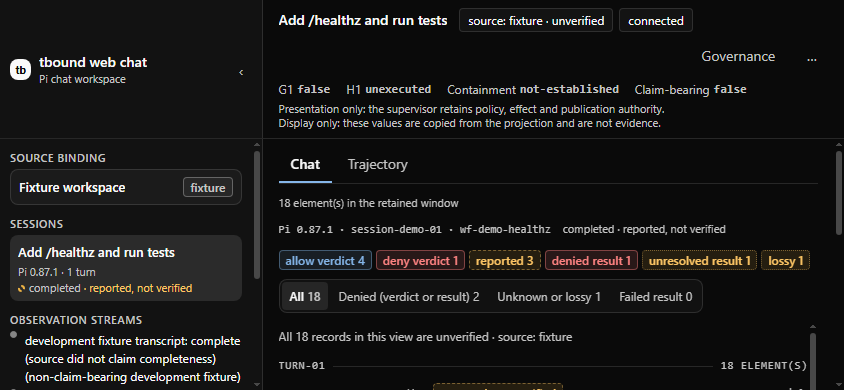 tb
tbound web chat
Pi chat workspace
‹
SOURCE BINDING
Fixture workspace fixture
SESSIONS
Add /healthz and run tests
Pi 0.87.1 · 1 turn
completed · reported, not verified
OBSERVATION STREAMS
development fixture transcript: complete
(source did not claim completeness)
(non-claim-bearing development fixture)
Add /healthz and run tests source: fixture · unverified connected
Governance ...
G1 false H1 unexecuted Containment not-established Claim-bearing false
Presentation only: the supervisor retains policy, effect and publication authority.
Display only: these values are copied from the projection and are not evidence.
Chat Trajectory
18 element(s) in the retained window
Pi 0.87.1 · session-demo-01 · wf-demo-healthz completed · reported, not verified
allow verdict 4 deny verdict 1 reported 3 denied result 1 unresolved result 1 lossy 1
All 18 Denied (verdict or result) 2 Unknown or lossy 1 Failed result 0
All 18 records in this view are unverified · source: fixture
TURN-01 18 ELEMENT(S)